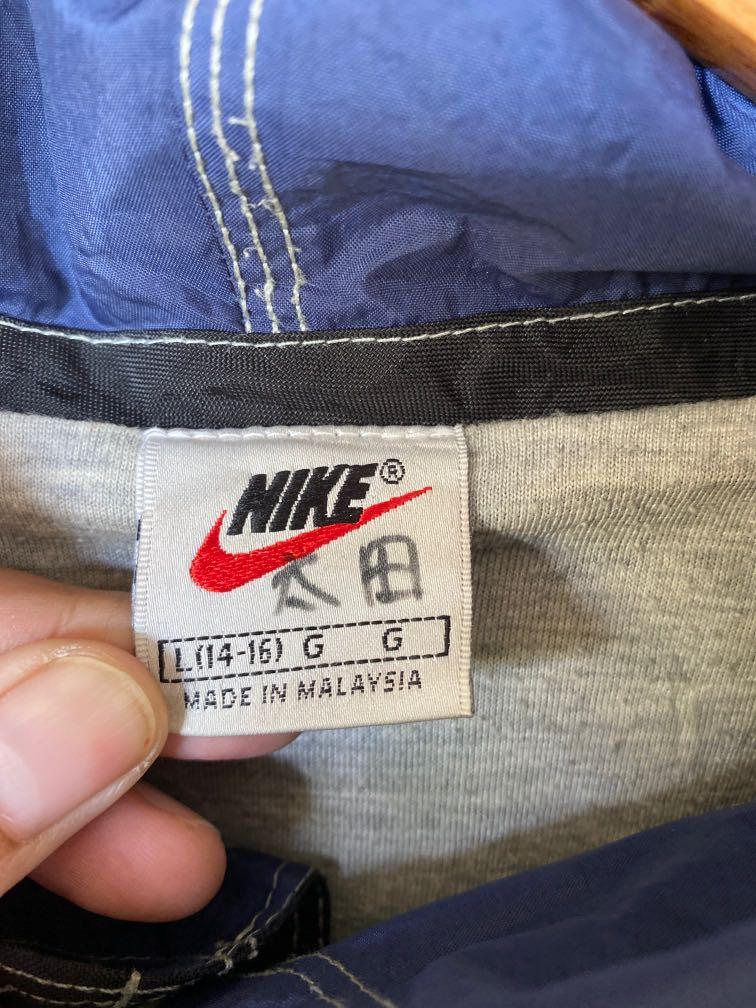 NIKE®
太田
L(14-16) G G
MADE IN MALAYSIA